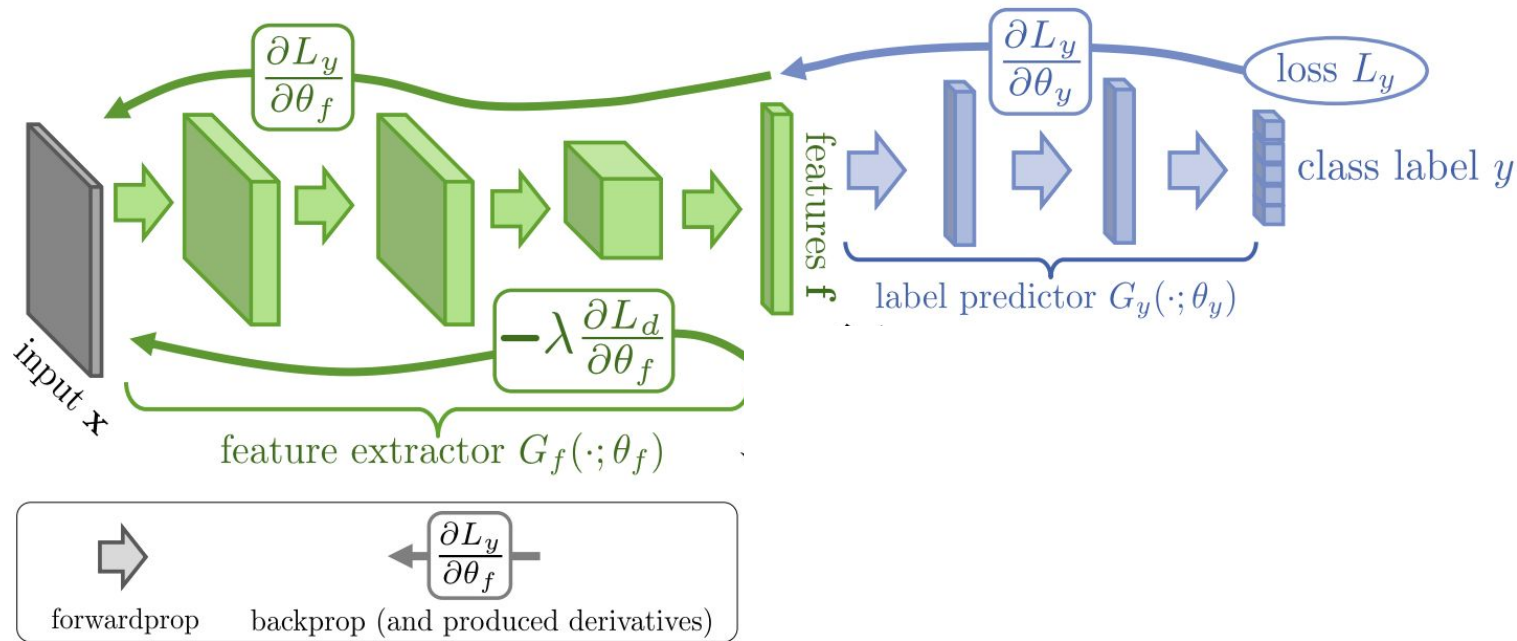 ∂L_y
∂θ_f
∂L_y
∂θ_y
loss L_y
features f
class label y
label predictor G_y(·; θ_y)
−λ ∂L_d
∂θ_f
input x
feature extractor G_f(·; θ_f)
∂L_y
∂θ_f
forwardprop
backprop (and produced derivatives)